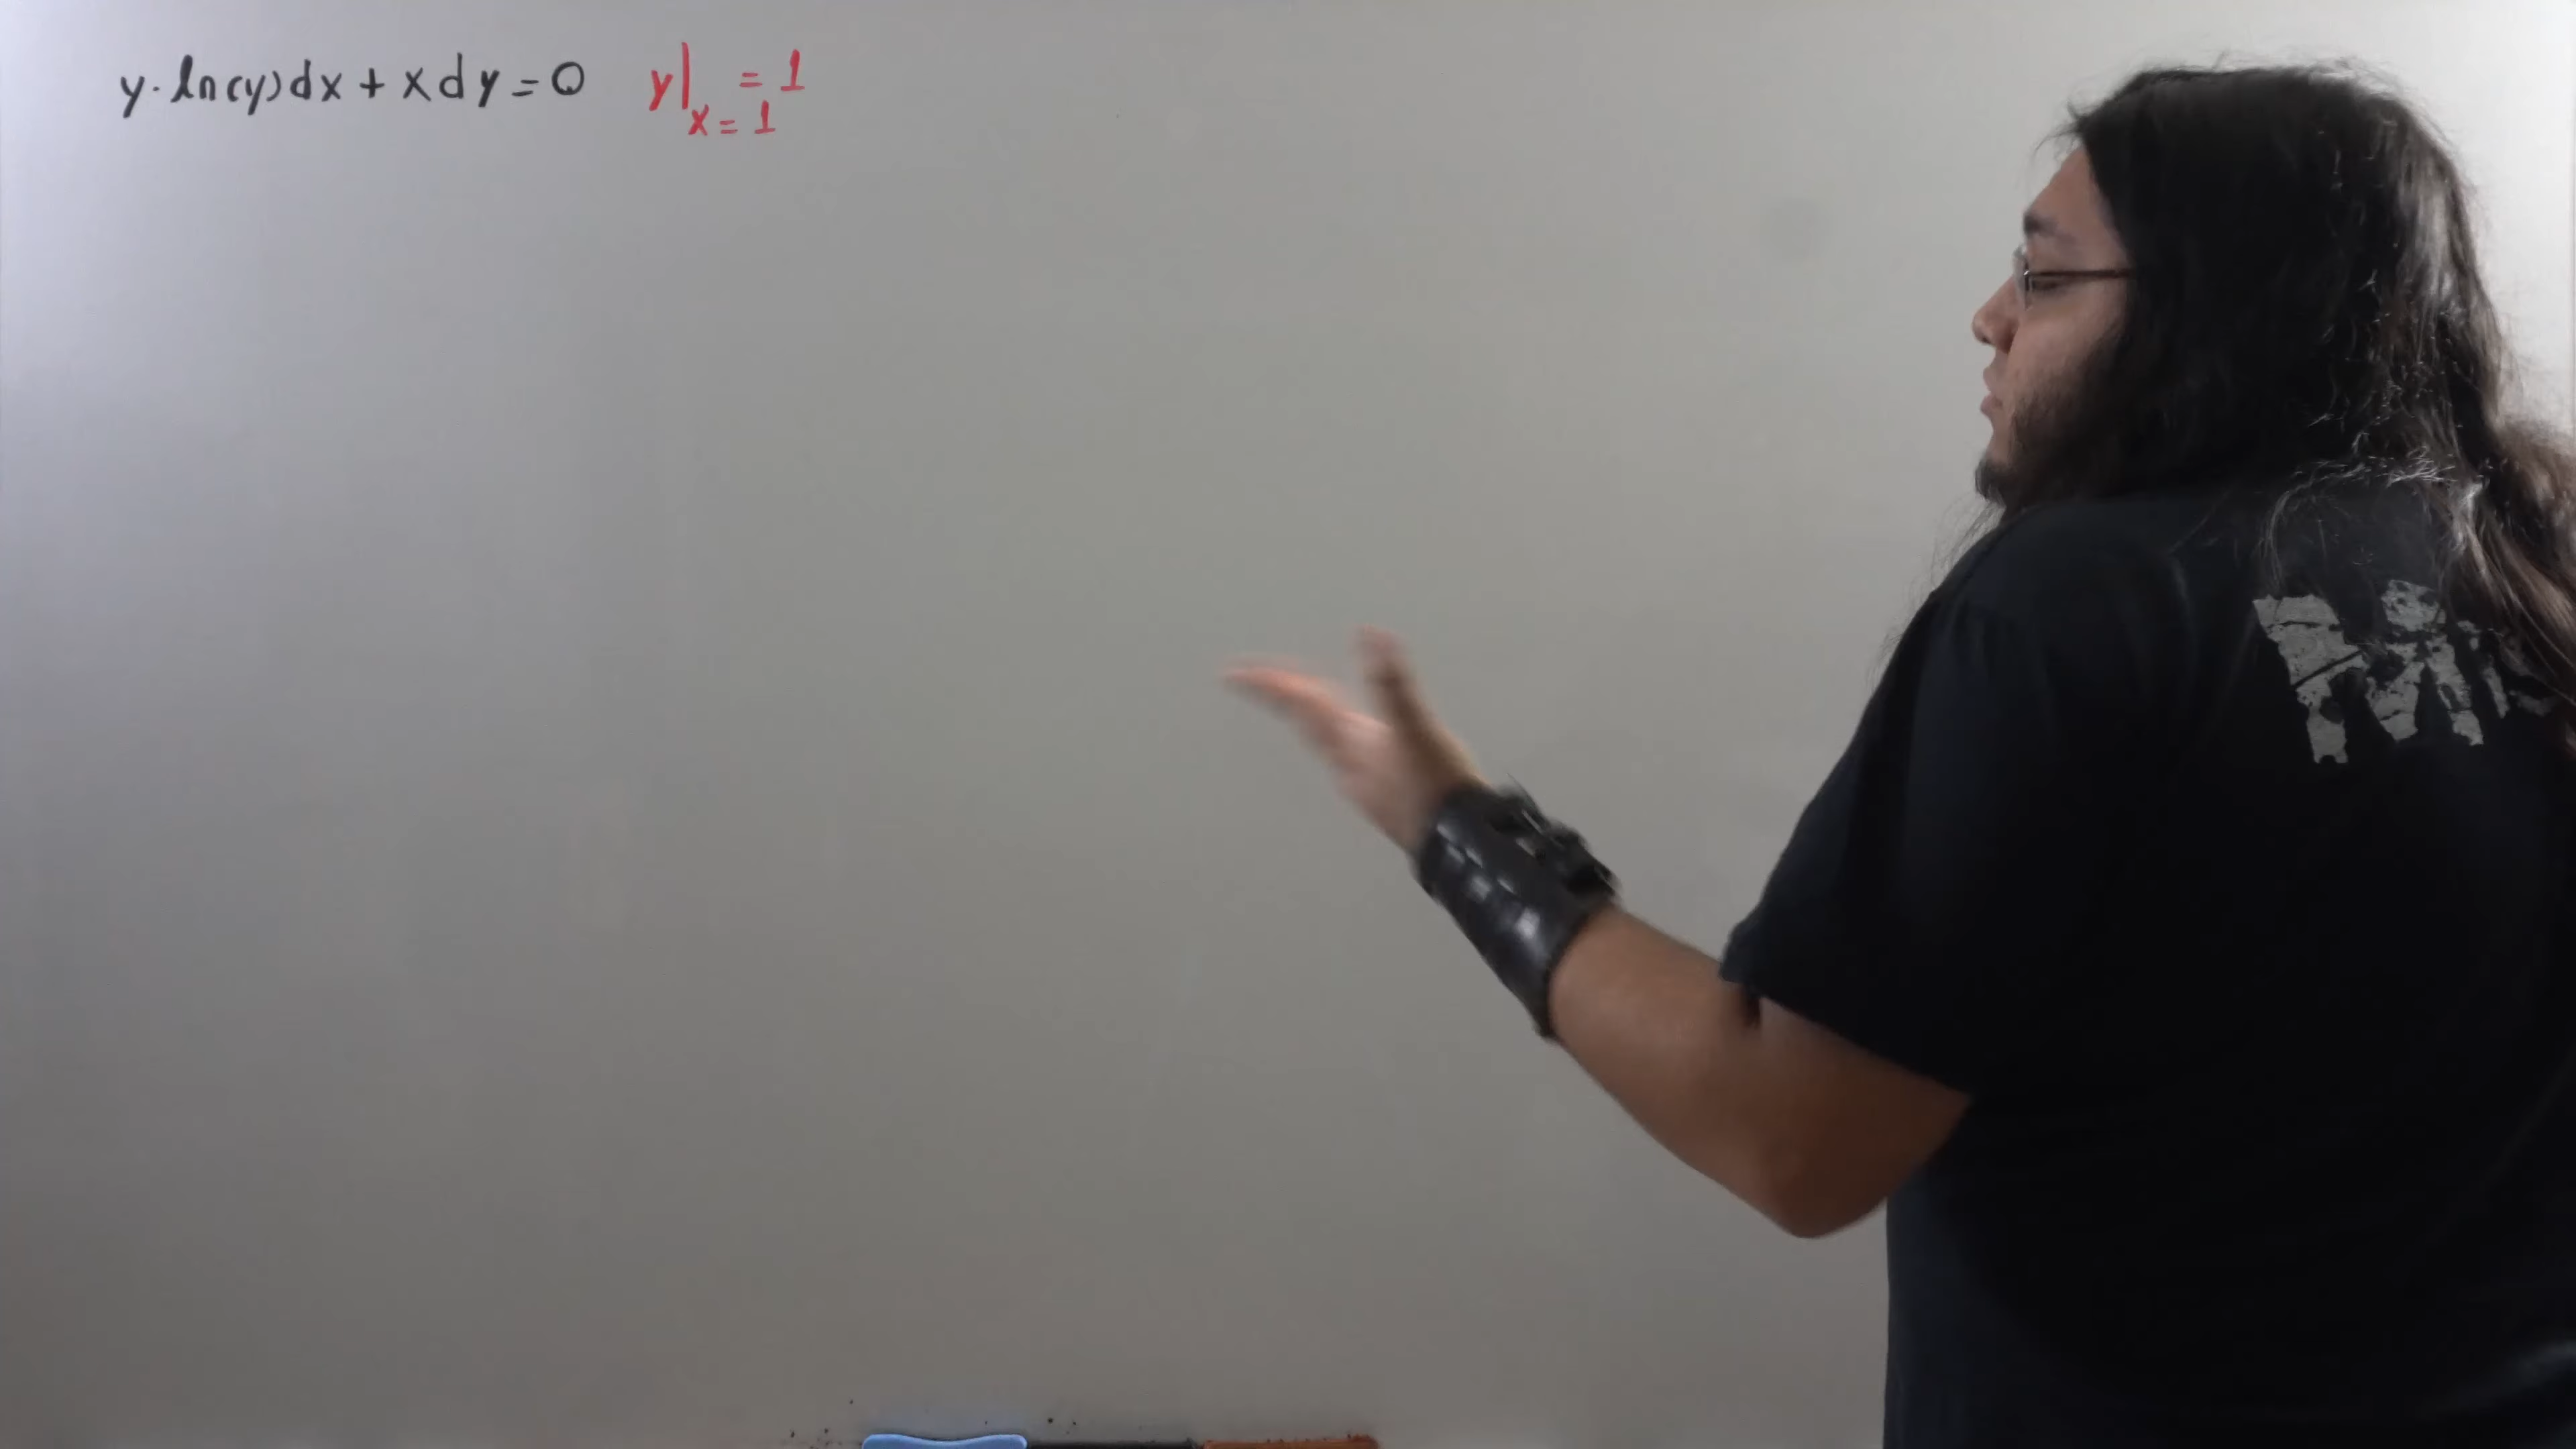 y · ln(y)dx + x dy = 0 y|x=1 = 1